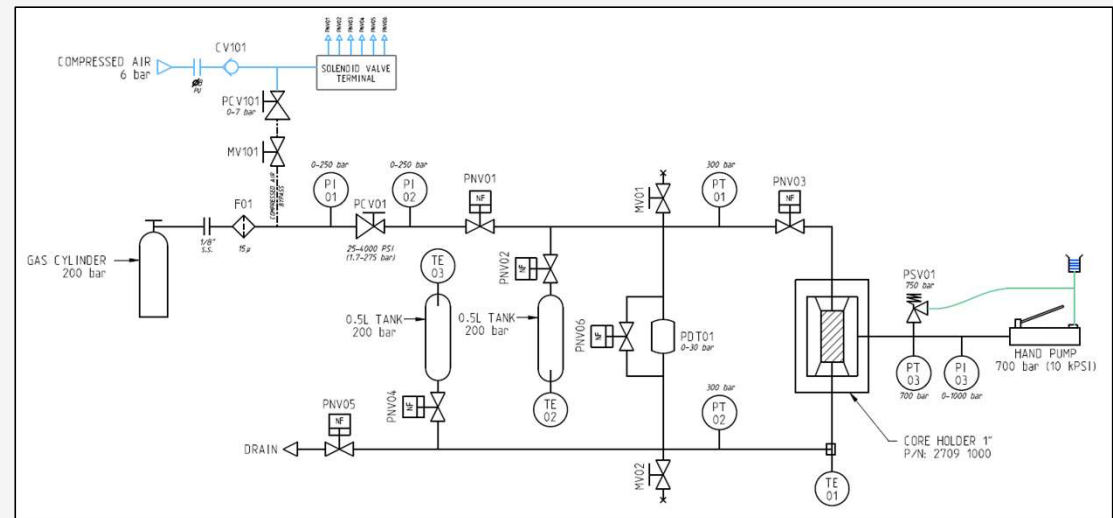 PNV01
PNV02
PNV03
PNV04
PNV05
PNV06
CV101
COMPRESSED AIR
6 bar
Ø8
PU
SOLENOID VALVE
TERMINAL
PCV101
0-7 bar
MV101
COMPRESSED AIR
BYPASS
F01
15µ
1/8"
S.S.
GAS CYLINDER
200 bar
0-250 bar
PI
01
PCV01
25-4000 PSI
(1.7-275 bar)
0-250 bar
PI
02
PNV01
NF
PNV02
NF
TE
03
0.5L TANK
200 bar
0.5L TANK
200 bar
TE
02
PNV04
NF
PNV05
NF
DRAIN
MV01
PNV06
NF
PDT01
0-30 bar
MV02
300 bar
PT
01
300 bar
PT
02
PNV03
NF
PSV01
750 bar
PT
03
700 bar
PI
03
0-1000 bar
HAND PUMP
700 bar (10 kPSI)
CORE HOLDER 1"
P/N: 2709 1000
TE
01